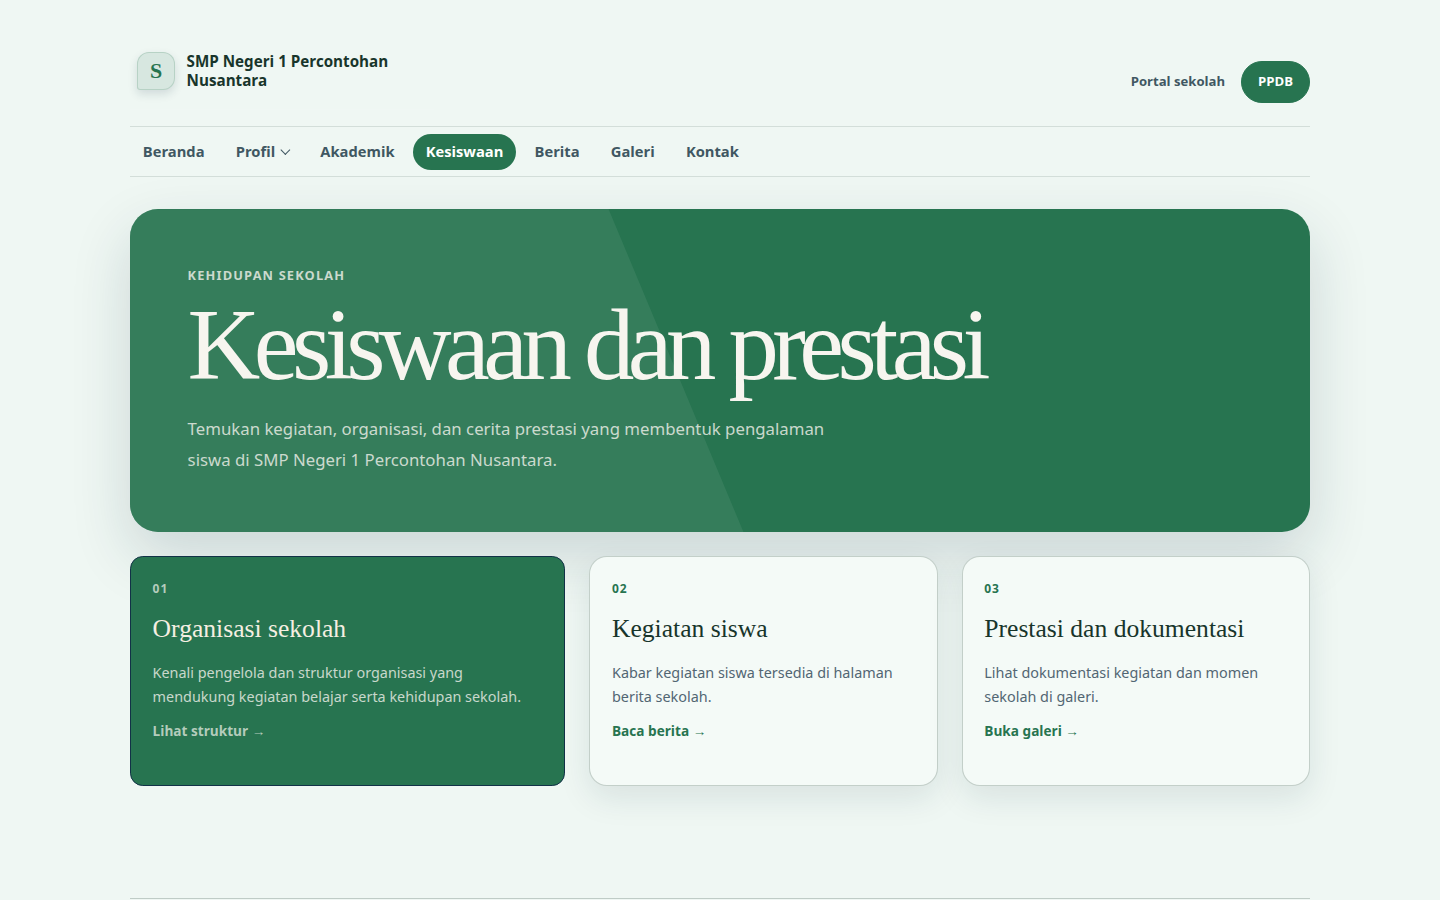 S
SMP Negeri 1 Percontohan
Nusantara
Portal sekolah
PPDB
Beranda
Profil
Akademik
Kesiswaan
Berita
Galeri
Kontak
KEHIDUPAN SEKOLAH
Kesiswaan dan prestasi
Temukan kegiatan, organisasi, dan cerita prestasi yang membentuk pengalaman
siswa di SMP Negeri 1 Percontohan Nusantara.
01
Organisasi sekolah
Kenali pengelola dan struktur organisasi yang
mendukung kegiatan belajar serta kehidupan sekolah.
Lihat struktur →
02
Kegiatan siswa
Kabar kegiatan siswa tersedia di halaman
berita sekolah.
Baca berita →
03
Prestasi dan dokumentasi
Lihat dokumentasi kegiatan dan momen
sekolah di galeri.
Buka galeri →